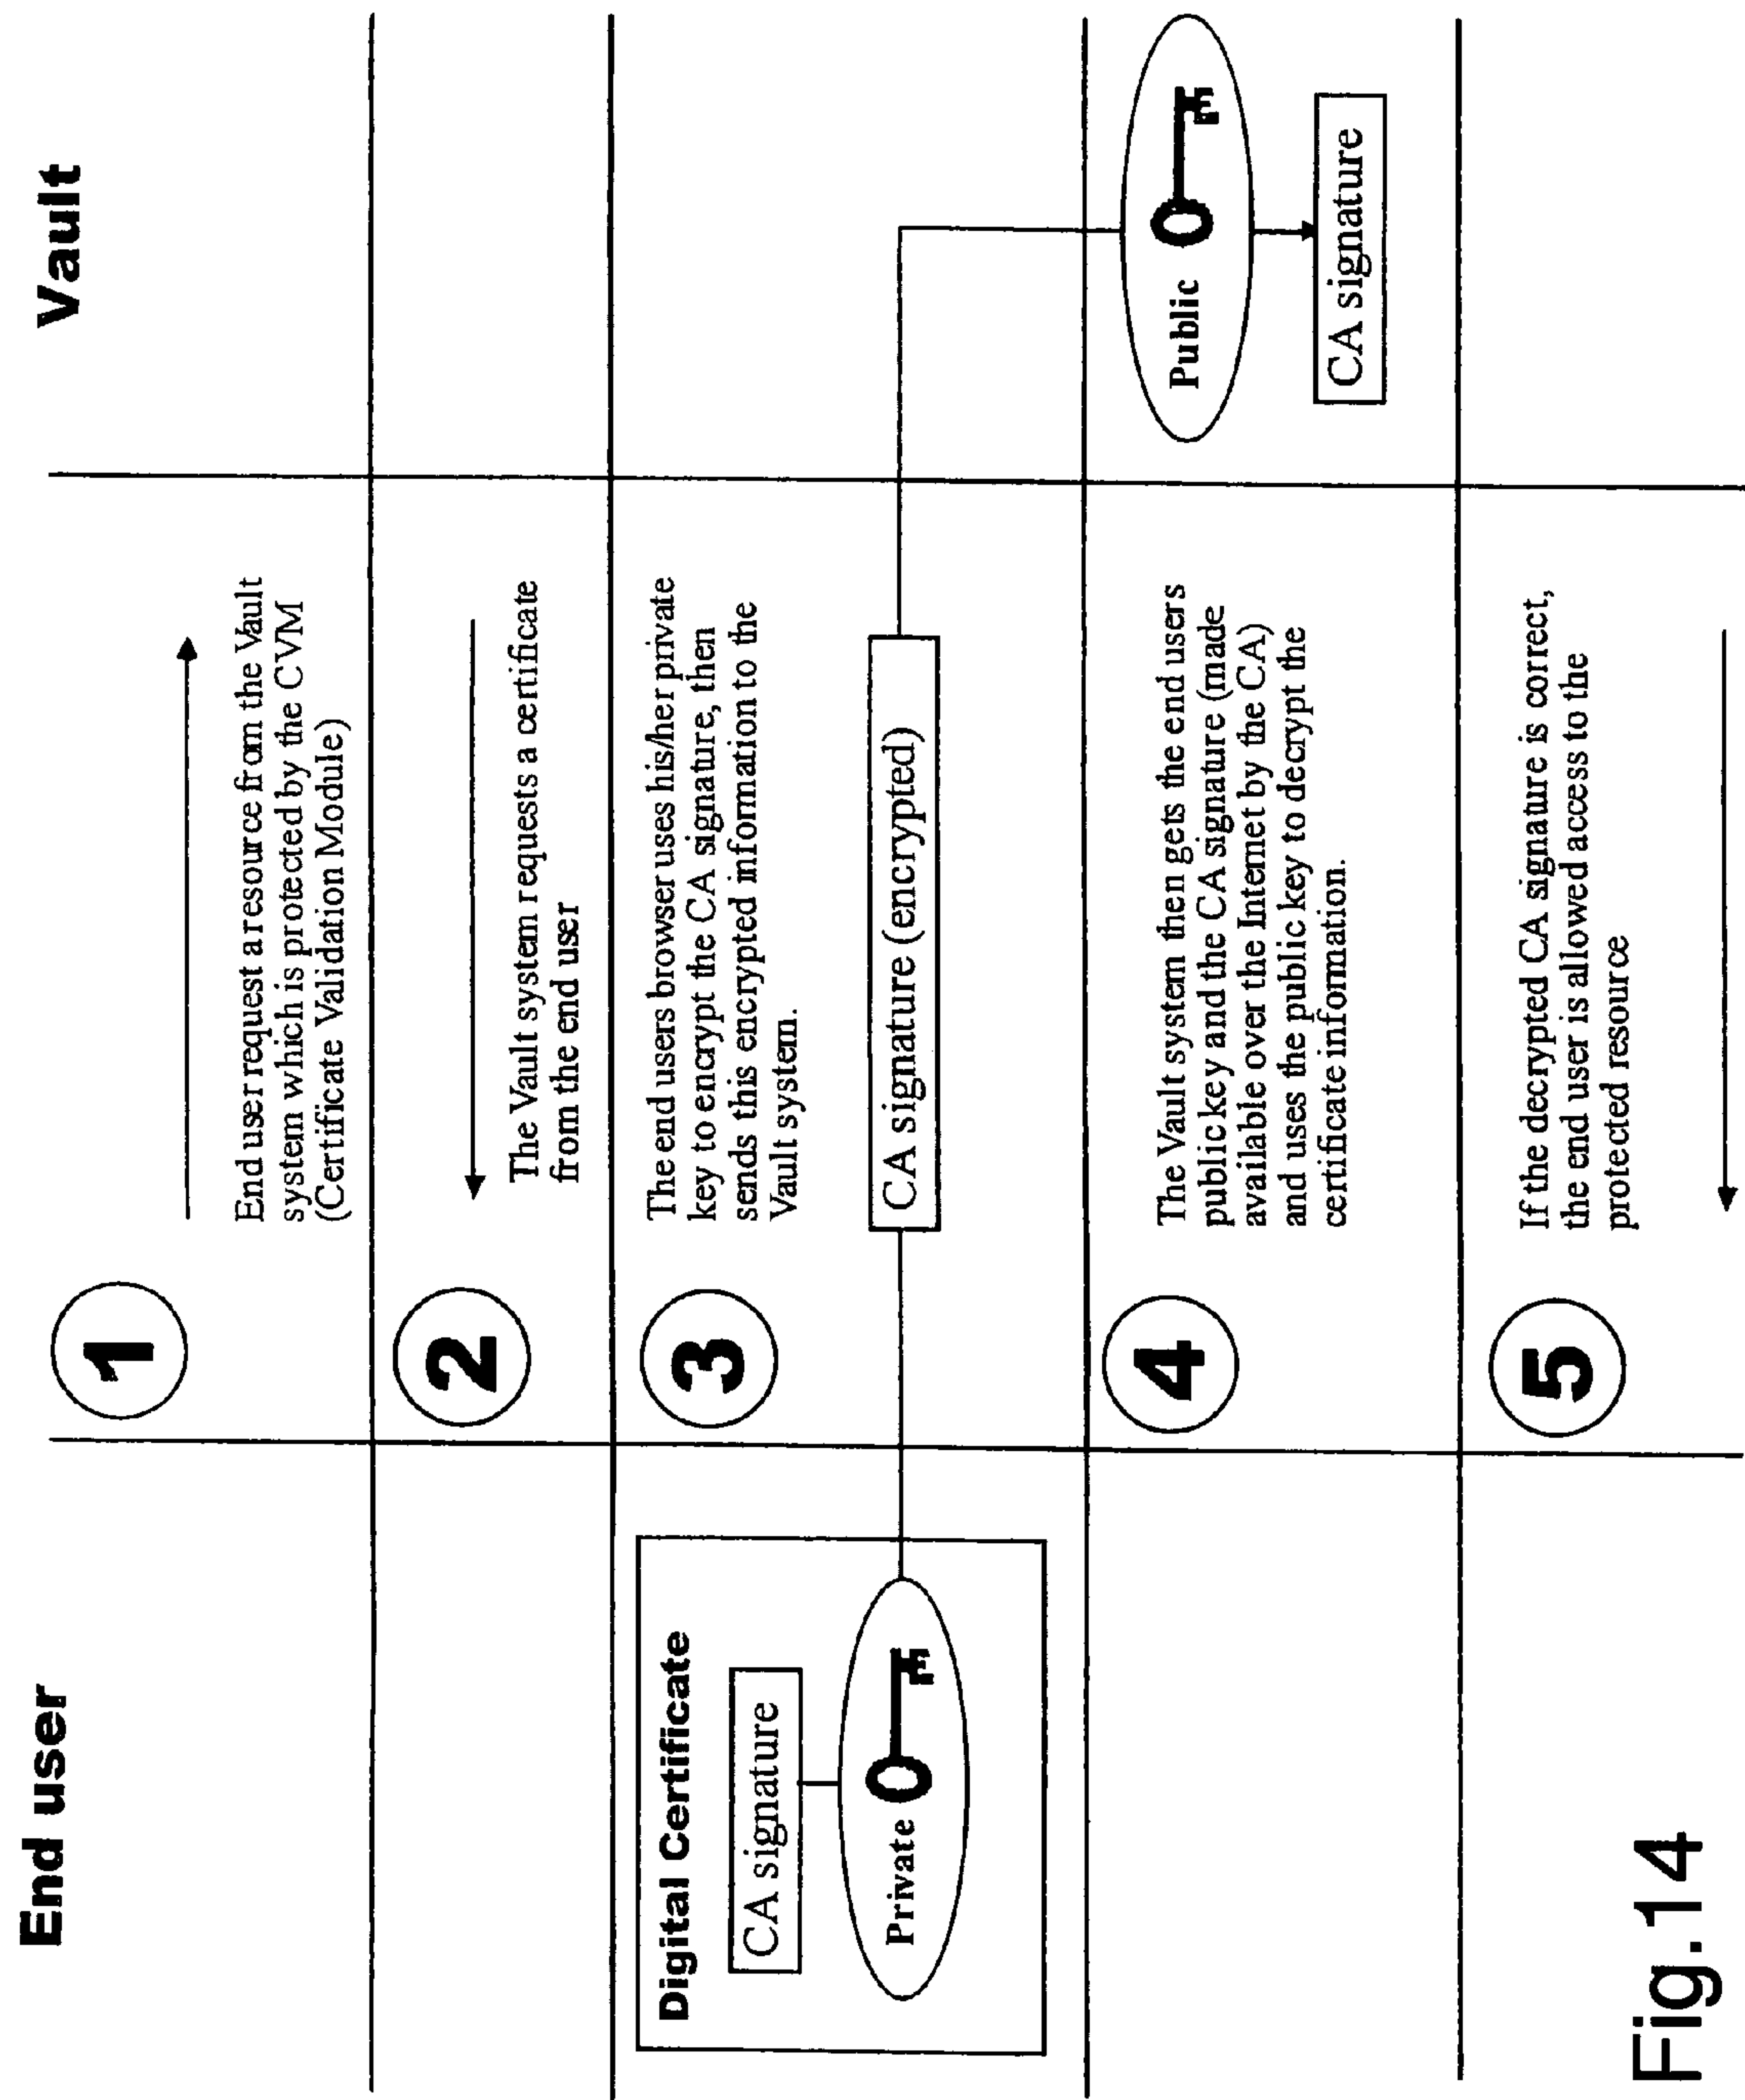 End user
Vault
1
End user request a resource from the Vault
system which is protected by the CVM
(Certificate Validation Module)
2
The Vault system requests a certificate
from the end user
3
The end users browser uses his/her private
key to encrypt the CA signature, then
sends this encrypted information to the
Vault system.
Digital Certificate
CA signature
Private
CA signature (encrypted)
4
The Vault system then gets the end users
public key and the CA signature (made
available over the Internet by the CA)
and uses the public key to decrypt the
certificate information.
Public
CA signature
5
If the decrypted CA signature is correct,
the end user is allowed access to the
protected resource
Fig.14